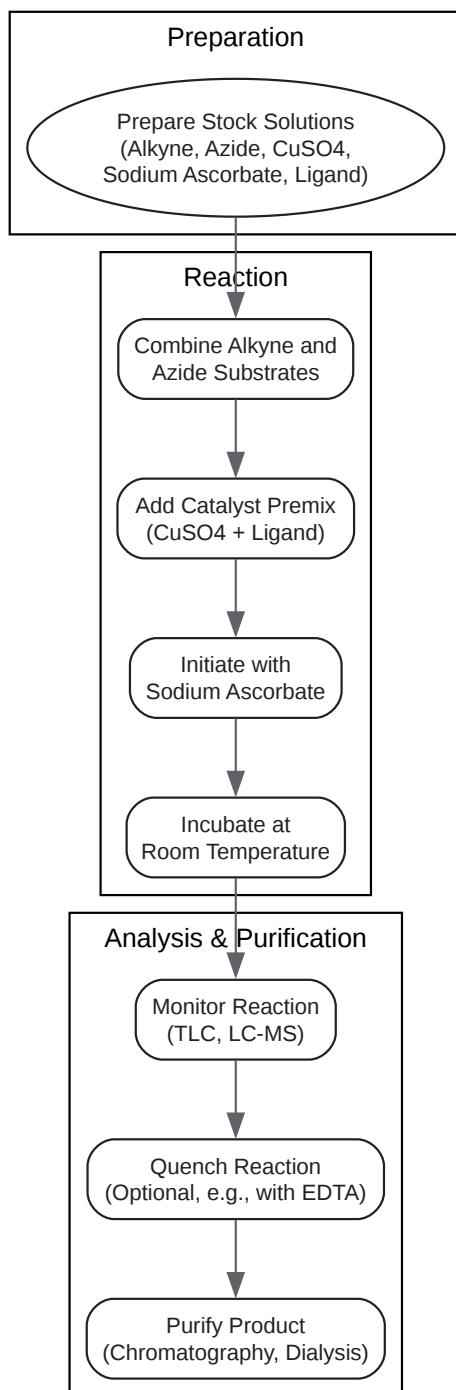 Preparation
Prepare Stock Solutions
(Alkyne, Azide, CuSO4,
Sodium Ascorbate, Ligand)
Reaction
Combine Alkyne and
Azide Substrates
Add Catalyst Premix
(CuSO4 + Ligand)
Initiate with
Sodium Ascorbate
Incubate at
Room Temperature
Analysis & Purification
Monitor Reaction
(TLC, LC-MS)
Quench Reaction
(Optional, e.g., with EDTA)
Purify Product
(Chromatography, Dialysis)